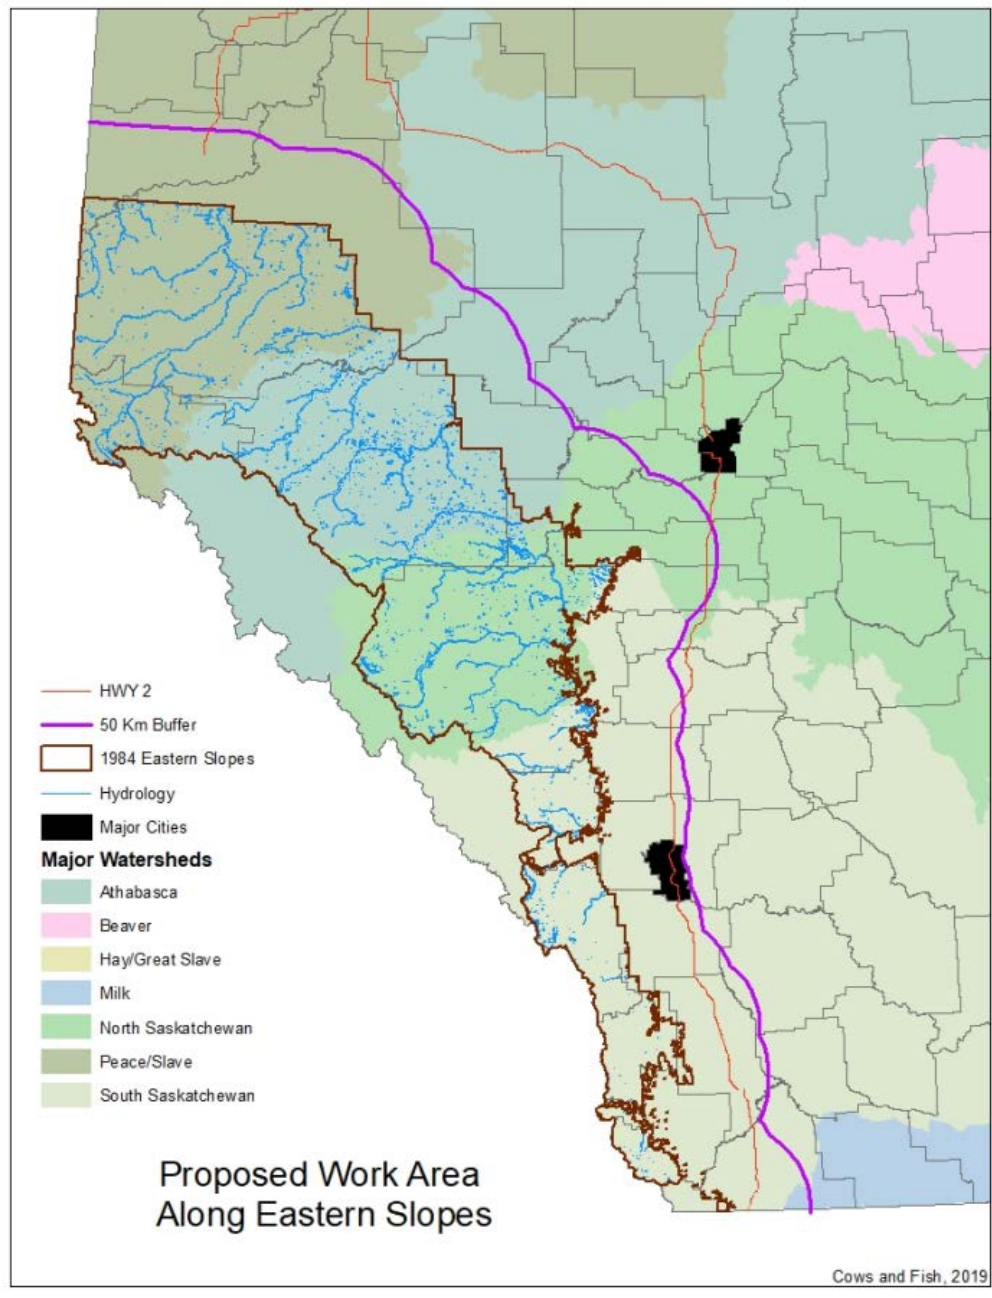 HWY 2
50 Km Buffer
1984 Eastern Slopes
Hydrology
Major Cities
Major Watersheds
Athabasca
Beaver
Hay/Great Slave
Milk
North Saskatchewan
Peace/Slave
South Saskatchewan
Proposed Work Area
Along Eastern Slopes
Cows and Fish, 2019